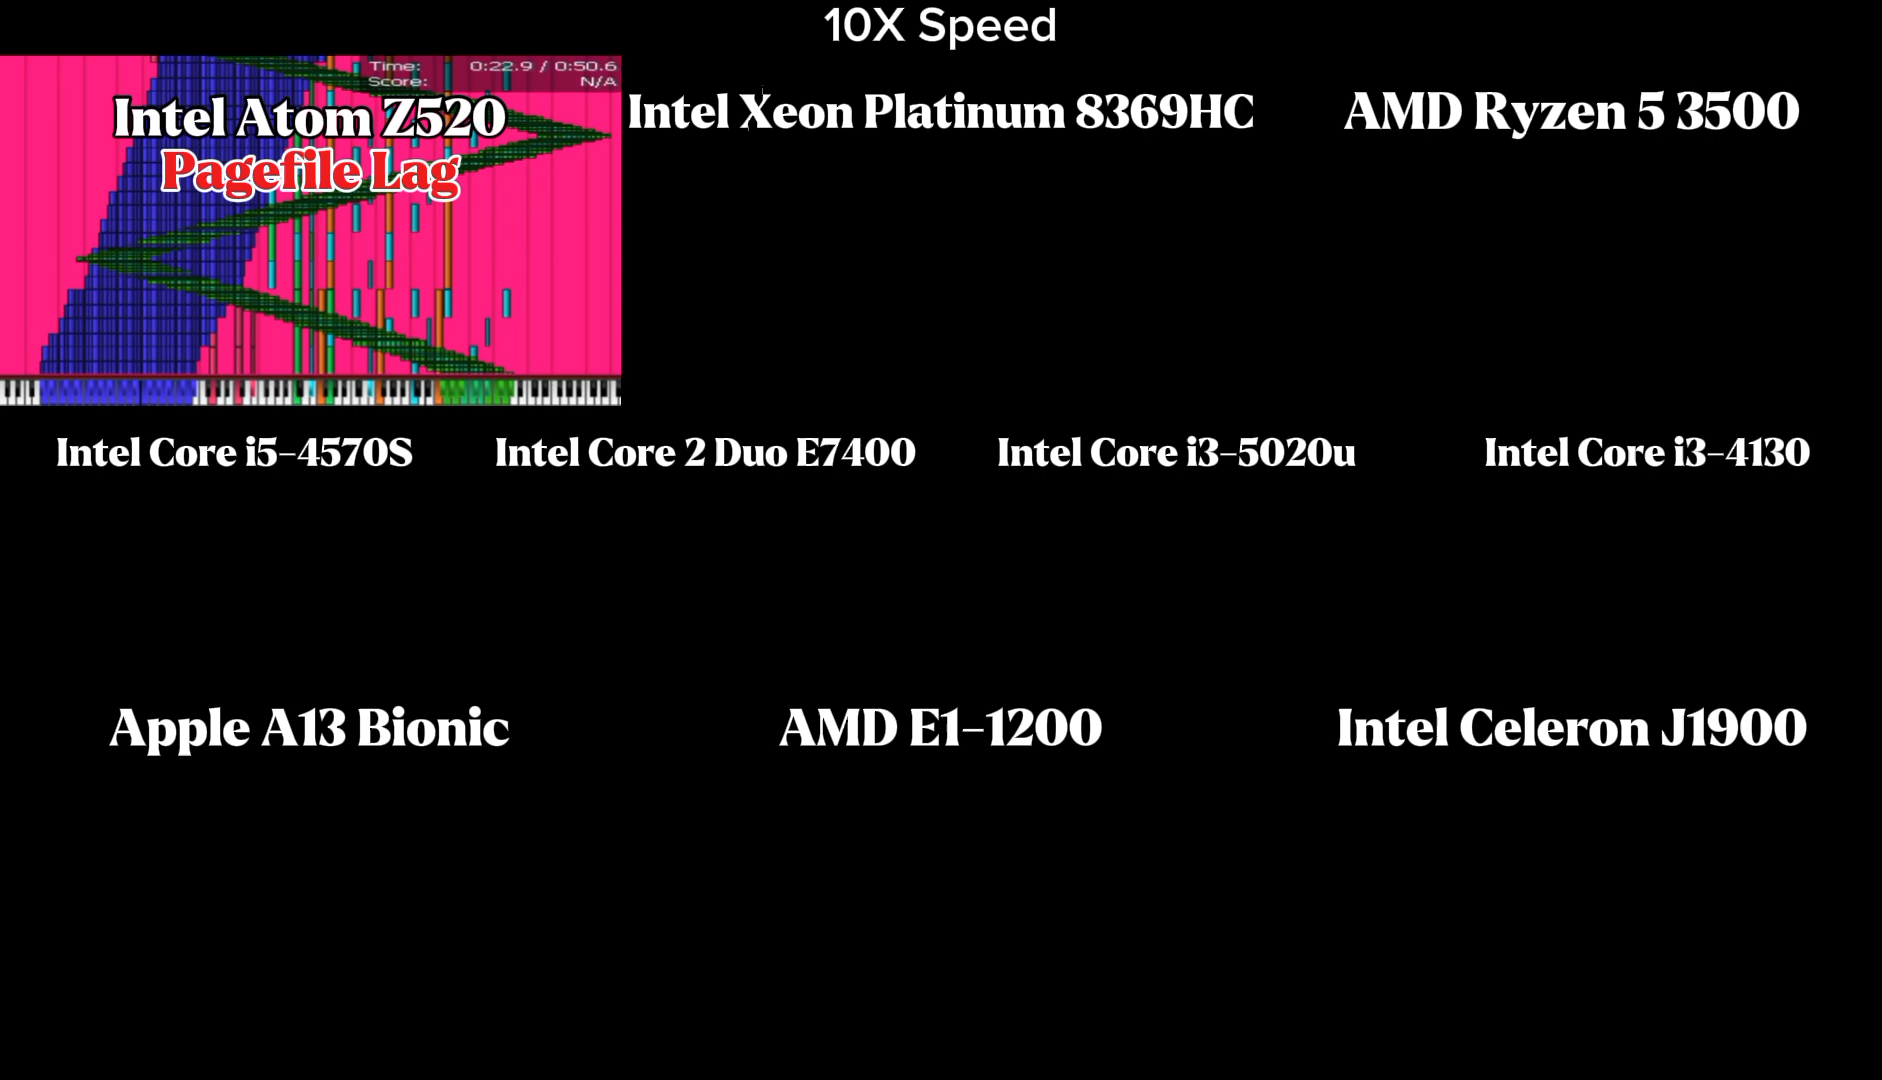 10X Speed
Time: 0:22.9 / 0:50.6
Score: N/A
Intel Atom Z520
Pagefile Lag
Intel Xeon Platinum 8369HC
AMD Ryzen 5 3500
Intel Core i5-4570S
Intel Core 2 Duo E7400
Intel Core i3-5020u
Intel Core i3-4130
Apple A13 Bionic
AMD E1-1200
Intel Celeron J1900